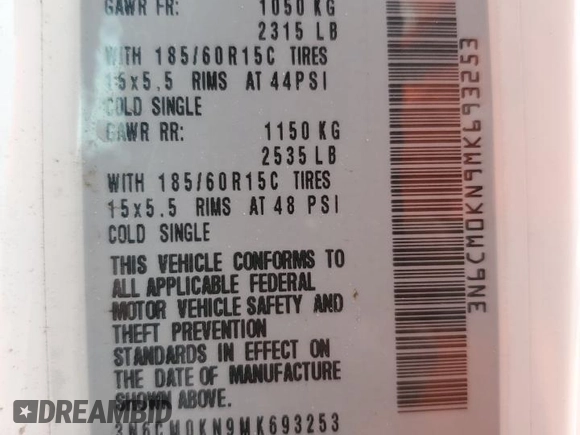 GAWR FR: 1050 KG
2315 LB
WITH 185/60R15C TIRES
15x5.5 RIMS AT 44PSI
COLD SINGLE
GAWR RR: 1150 KG
2535 LB
WITH 185/60R15C TIRES
15x5.5 RIMS AT 48 PSI
COLD SINGLE
THIS VEHICLE CONFORMS TO
ALL APPLICABLE FEDERAL
MOTOR VEHICLE SAFETY AND
THEFT PREVENTION
STANDARDS IN EFFECT ON
THE DATE OF MANUFACTURE
SHOWN ABOVE.
3N6CM0KN9MK693253
3N6CM0KN9MK693253
DREAMBID